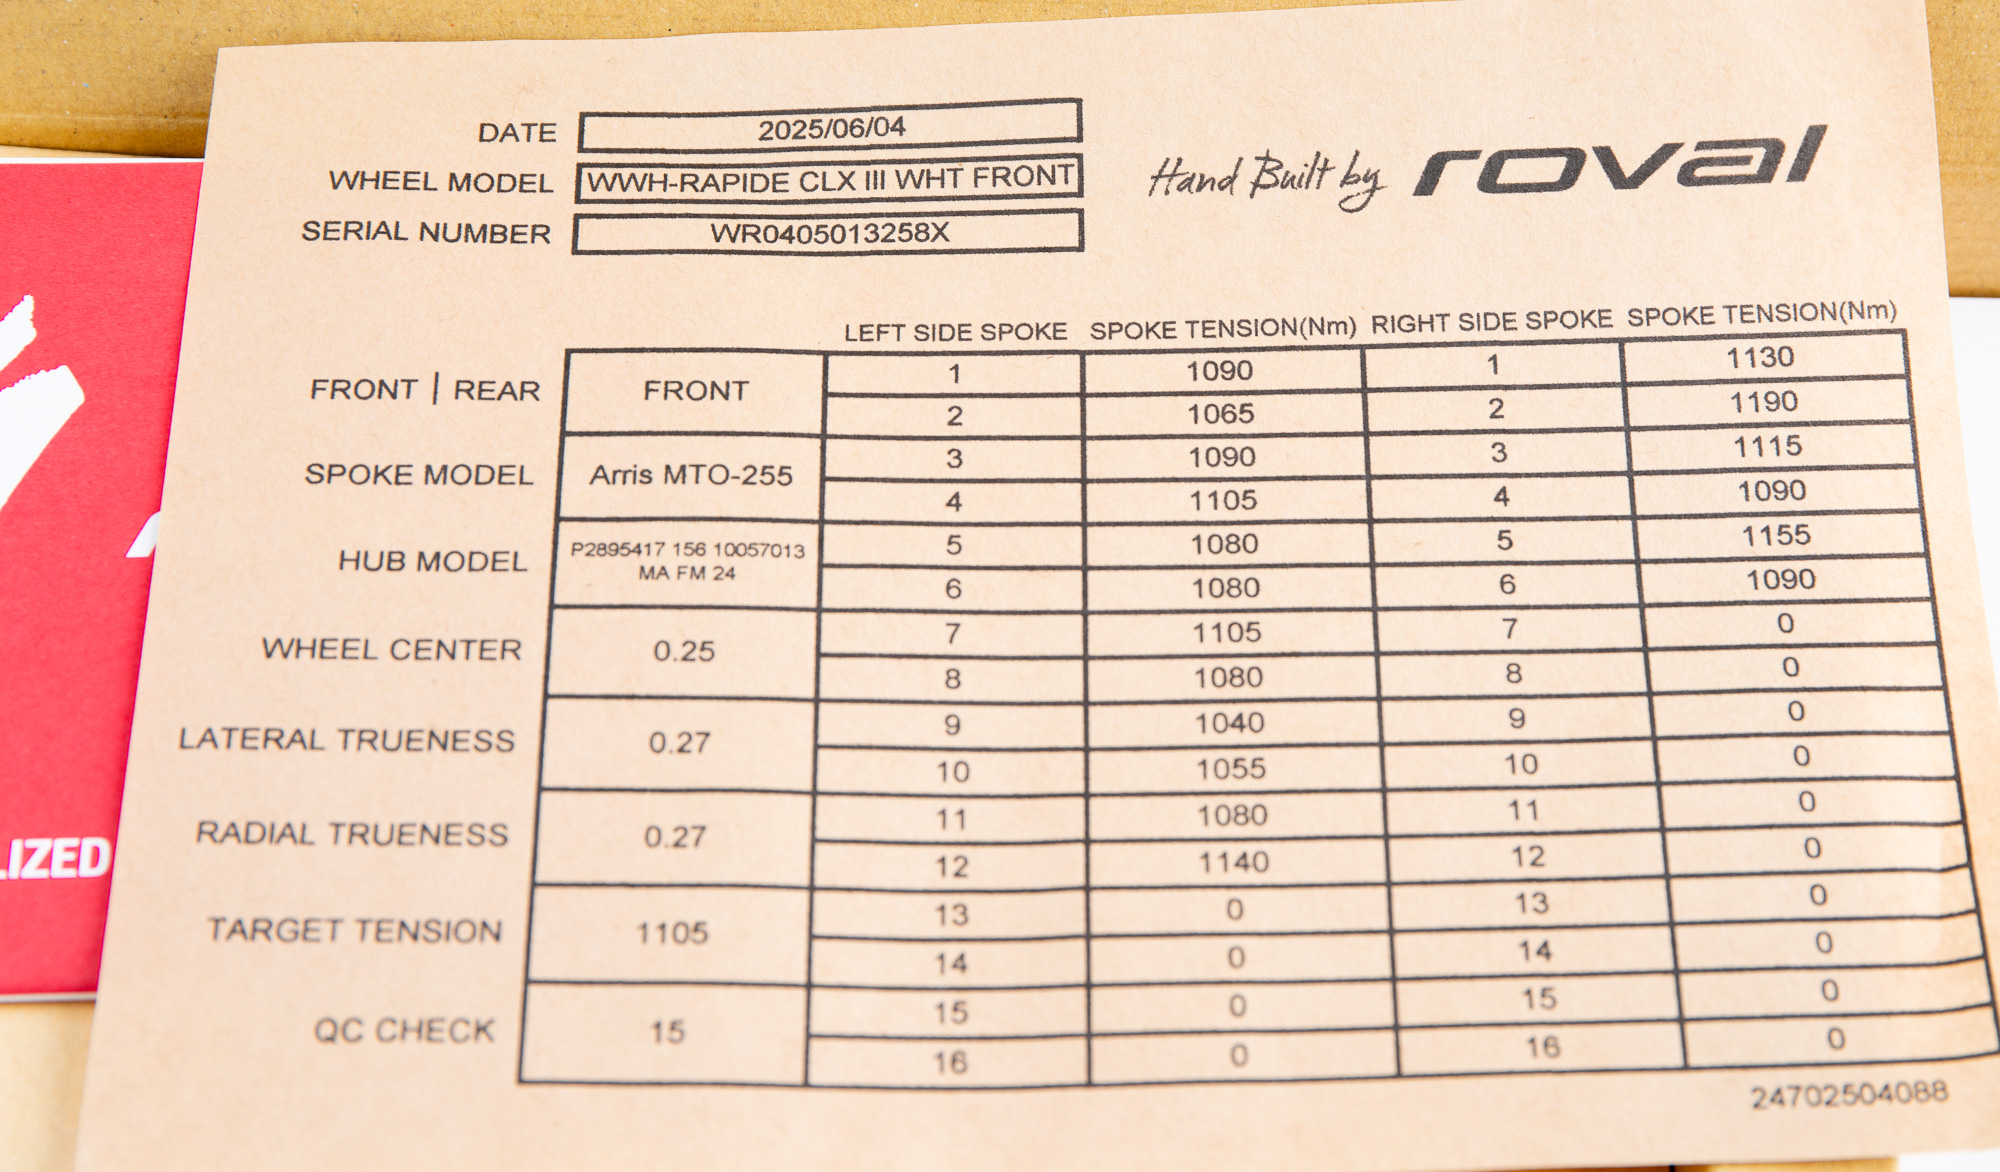 DATE 2025/06/04
WHEEL MODEL WWH-RAPIDE CLX III WHT FRONT
SERIAL NUMBER WR0405013258X
Hand Built by roval
LEFT SIDE SPOKE SPOKE TENSION(Nm) RIGHT SIDE SPOKE SPOKE TENSION(Nm)
FRONT | REAR FRONT
SPOKE MODEL Arris MTO-255
HUB MODEL P2895417 156 10057013
MA FM 24
WHEEL CENTER 0.25
LATERAL TRUENESS 0.27
RADIAL TRUENESS 0.27
TARGET TENSION 1105
QC CHECK 15
1 1090 1 1130
2 1065 2 1190
3 1090 3 1115
4 1105 4 1090
5 1080 5 1155
6 1080 6 1090
7 1105 7 0
8 1080 8 0
9 1040 9 0
10 1055 10 0
11 1080 11 0
12 1140 12 0
13 0 13 0
14 0 14 0
15 0 15 0
16 0 16 0
24702504088
LIZED